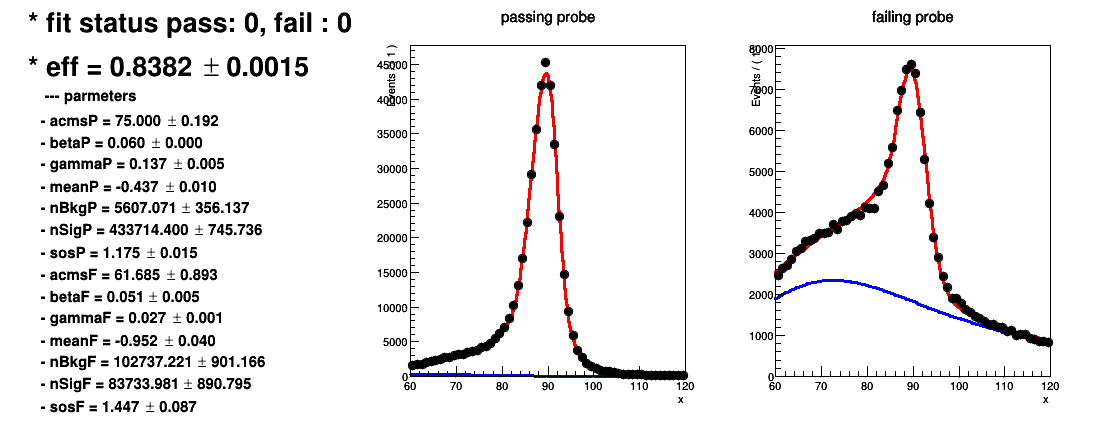 * fit status pass: 0, fail : 0
* eff = 0.8382 ± 0.0015
--- parmeters
- acmsP = 75.000 ± 0.192
- betaP = 0.060 ± 0.000
- gammaP = 0.137 ± 0.005
- meanP = -0.437 ± 0.010
- nBkgP = 5607.071 ± 356.137
- nSigP = 433714.400 ± 745.736
- sosP = 1.175 ± 0.015
- acmsF = 61.685 ± 0.893
- betaF = 0.051 ± 0.005
- gammaF = 0.027 ± 0.001
- meanF = -0.952 ± 0.040
- nBkgF = 102737.221 ± 901.166
- nSigF = 83733.981 ± 890.795
- sosF = 1.447 ± 0.087
passing probe
Events / ( 1 )
45000
40000
35000
30000
25000
20000
15000
10000
5000
0
60 70 80 90 100 110 120
x
failing probe
Events / ( 1 )
8000
7000
6000
5000
4000
3000
2000
1000
0
60 70 80 90 100 110 120
x